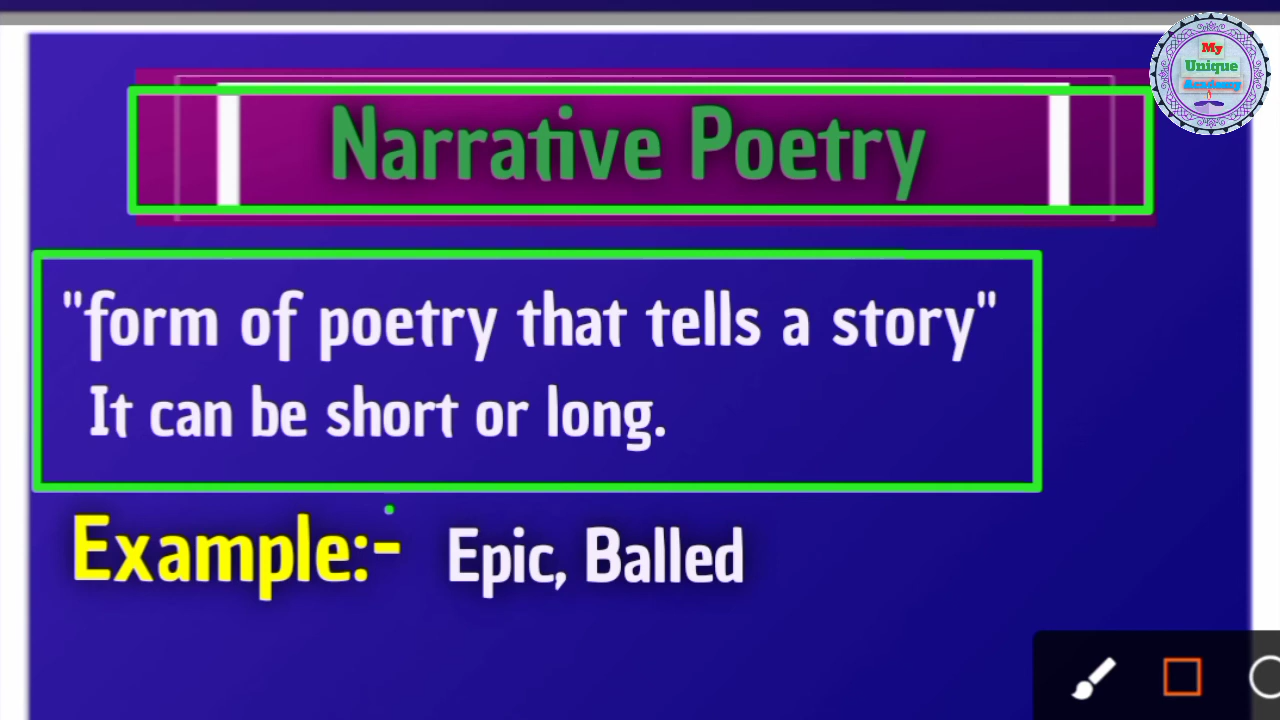 My
Unique
Academy
Narrative Poetry
"form of poetry that tells a story"
It can be short or long.
Example:- Epic, Balled